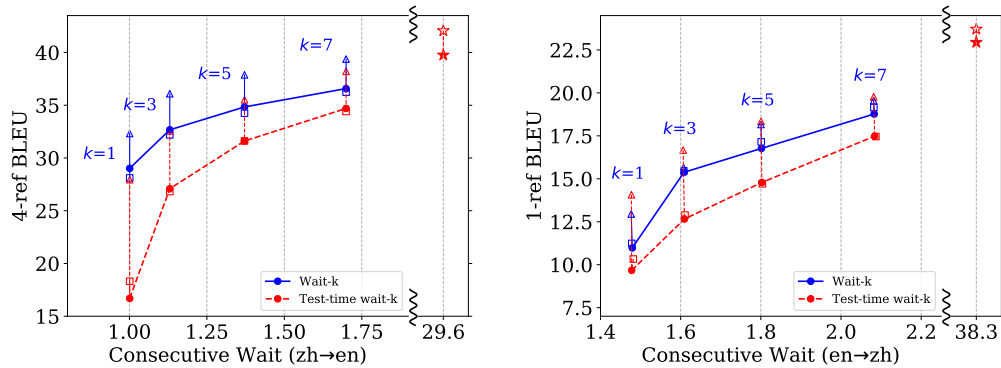 4-ref BLEU
40
35
30
25
20
15
k=1
k=3
k=5
k=7
Wait-k
Test-time wait-k
1.00
1.25
1.50
1.75
29.6
Consecutive Wait (zh→en)
1-ref BLEU
22.5
20.0
17.5
15.0
12.5
10.0
7.5
k=1
k=3
k=5
k=7
Wait-k
Test-time wait-k
1.4
1.6
1.8
2.0
2.2
38.3
Consecutive Wait (en→zh)